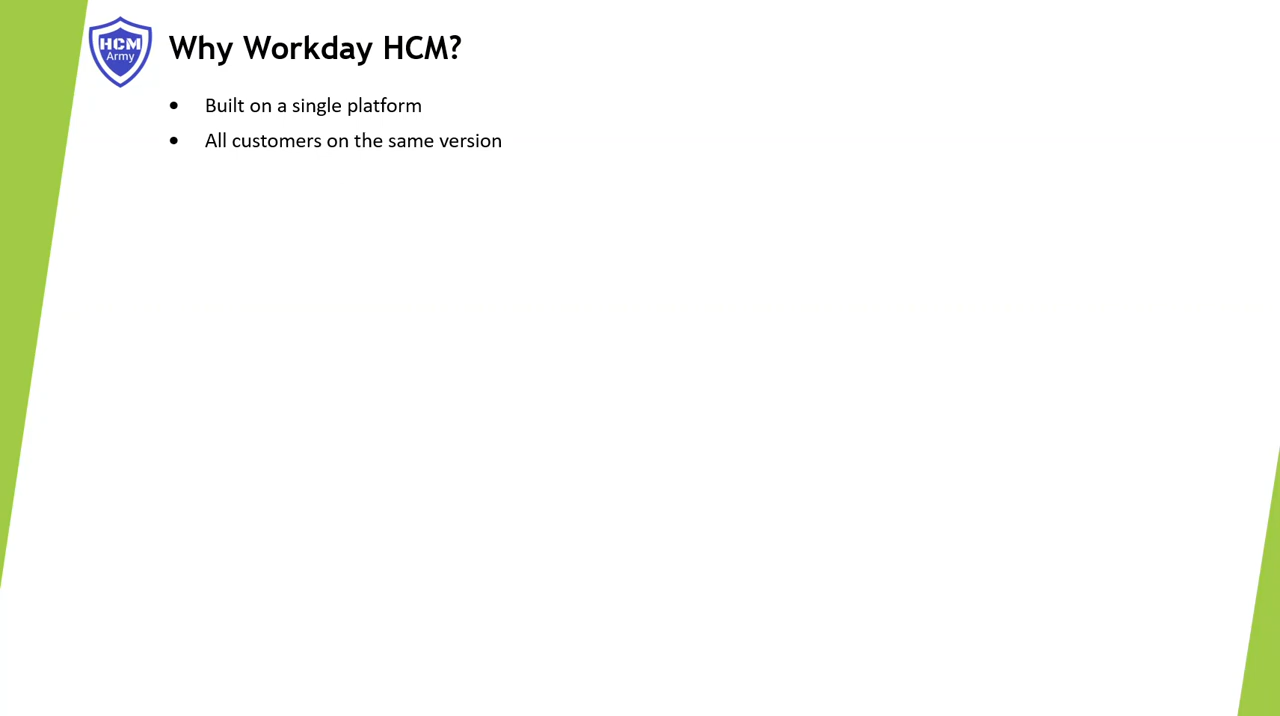 HCM
Army
Why Workday HCM?
• Built on a single platform
• All customers on the same version